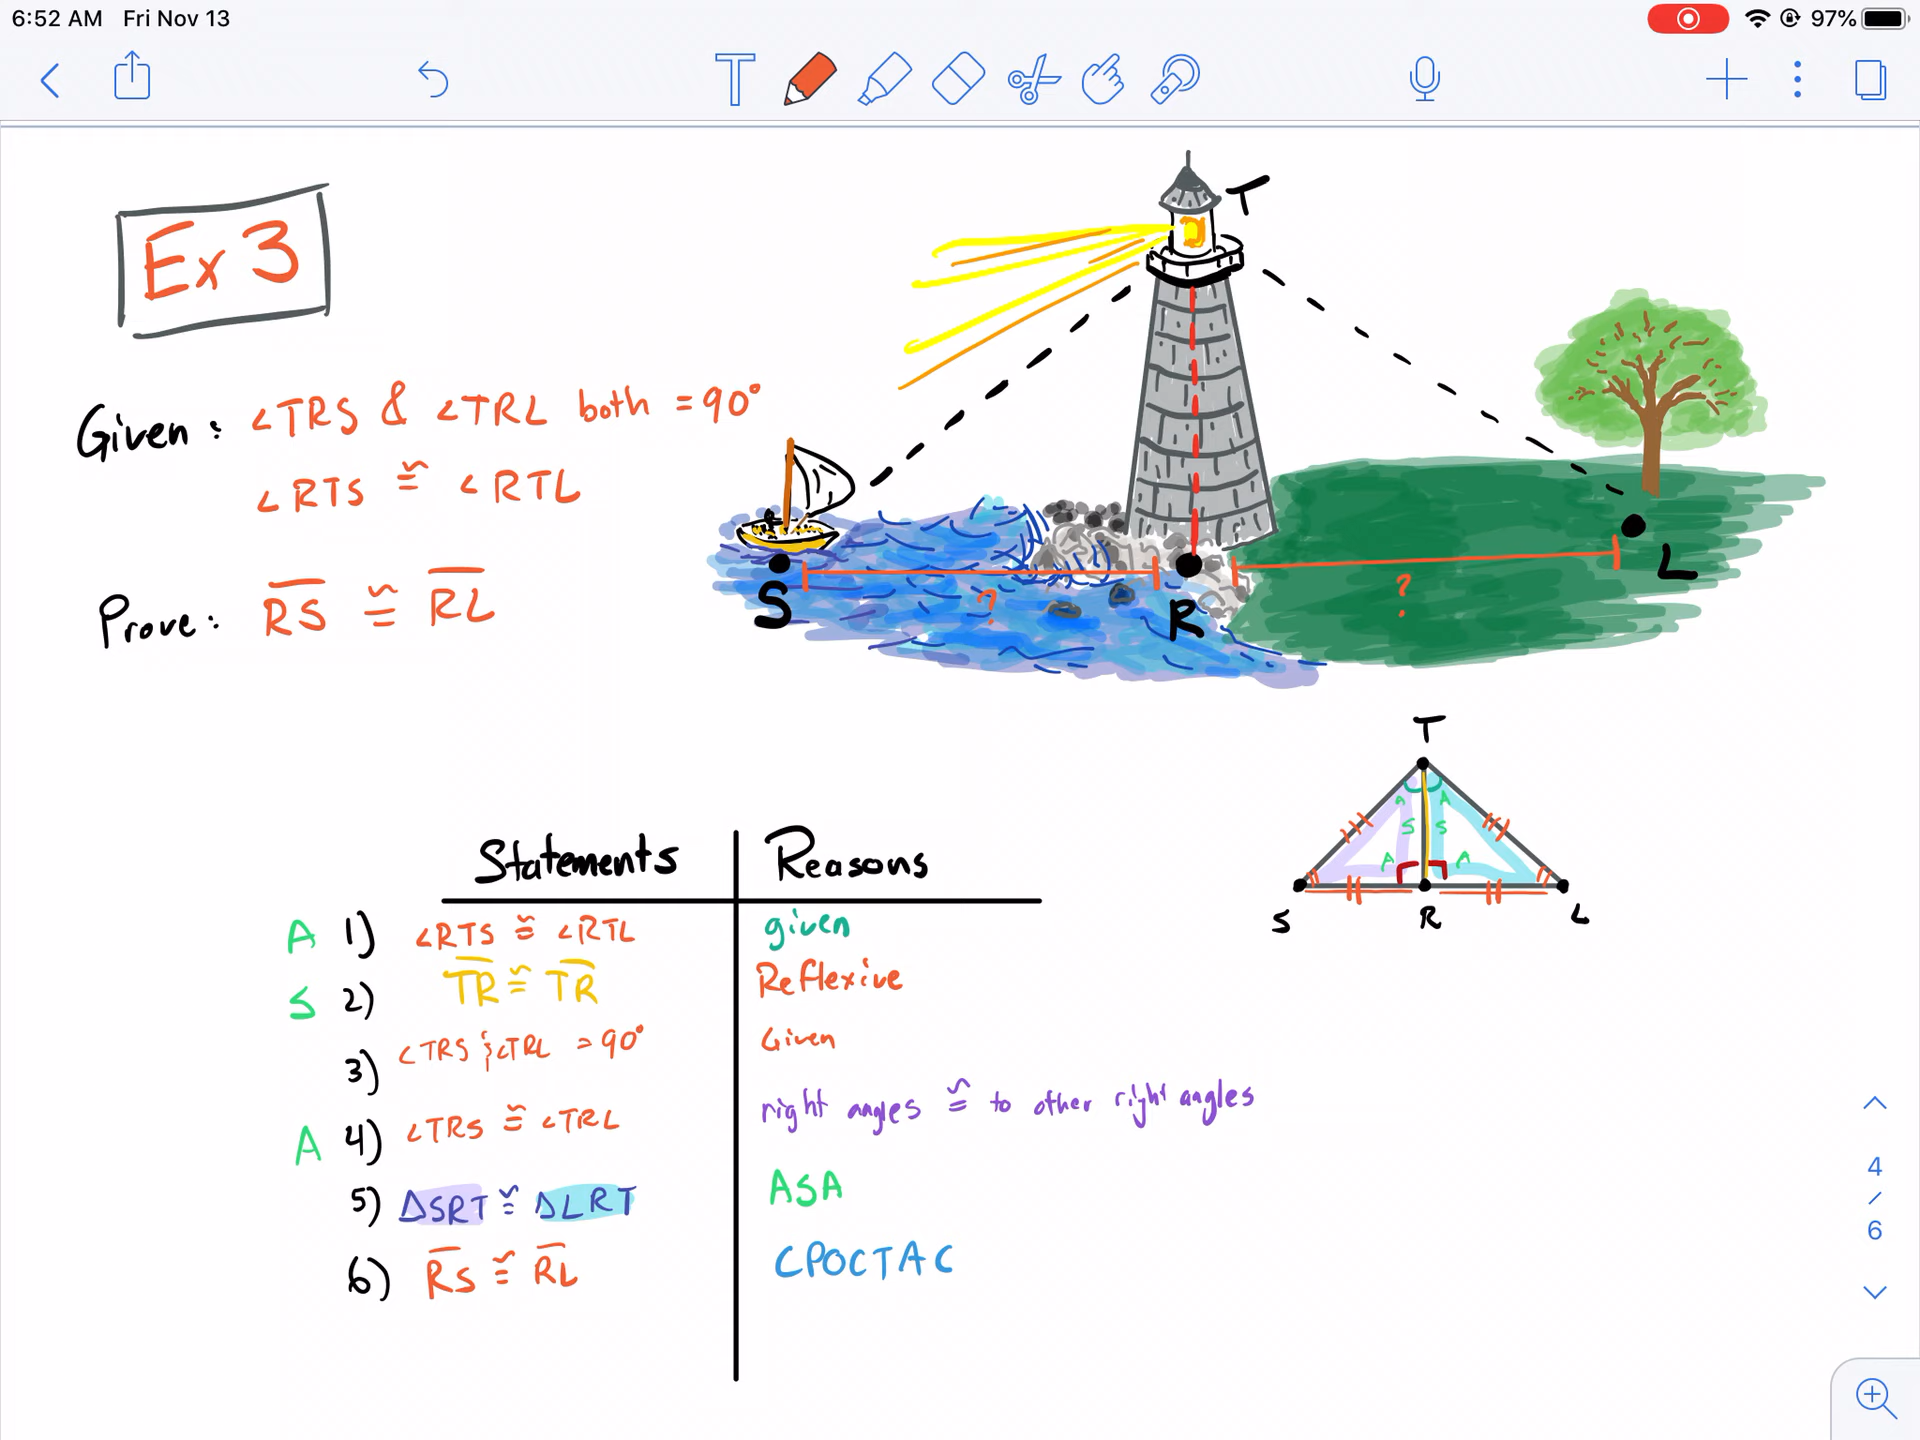 6:52 AM Fri Nov 13 97%
T
Ex 3
T
Given: ∠TRS & ∠TRL both = 90°
∠RTS ≅ ∠RTL
Prove: RS ≅ RL
S
?
R
?
L
T
A A
S S
A A
S R L
Statements Reasons
A 1) ∠RTS ≅ ∠RTL given
S 2) TR ≅ TR Reflexive
3) ∠TRS & ∠TRL = 90° Given
A 4) ∠TRS ≅ ∠TRL right angles ≅ to other right angles
5) ΔSRT ≅ ΔLRT ASA
6) RS ≅ RL CPOCTAC
4
/
6